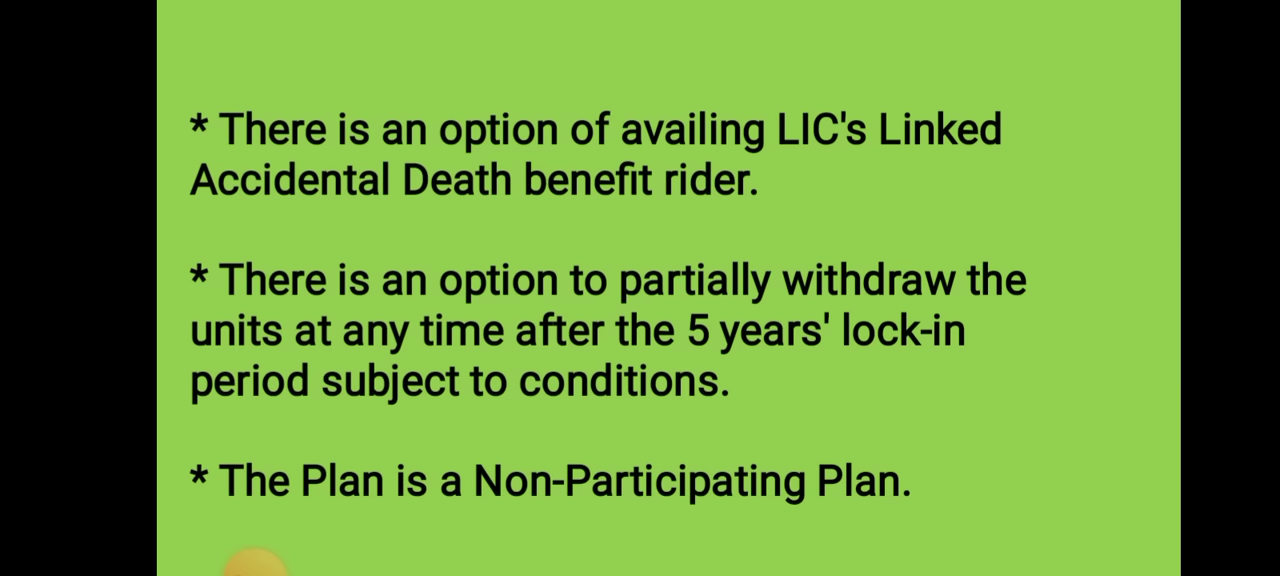 * There is an option of availing LIC's Linked
Accidental Death benefit rider.
* There is an option to partially withdraw the
units at any time after the 5 years' lock-in
period subject to conditions.
* The Plan is a Non-Participating Plan.